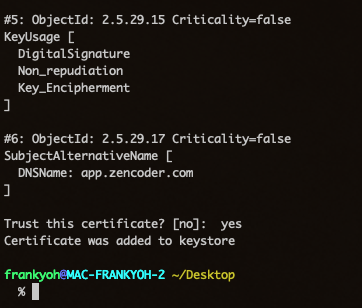 #5: ObjectId: 2.5.29.15 Criticality=false
KeyUsage [
  DigitalSignature
  Non_repudiation
  Key_Encipherment
]
#6: ObjectId: 2.5.29.17 Criticality=false
SubjectAlternativeName [
  DNSName: app.zencoder.com
]
Trust this certificate? [no]:  yes
Certificate was added to keystore
frankyoh@MAC-FRANKYOH-2 ~/Desktop
  %